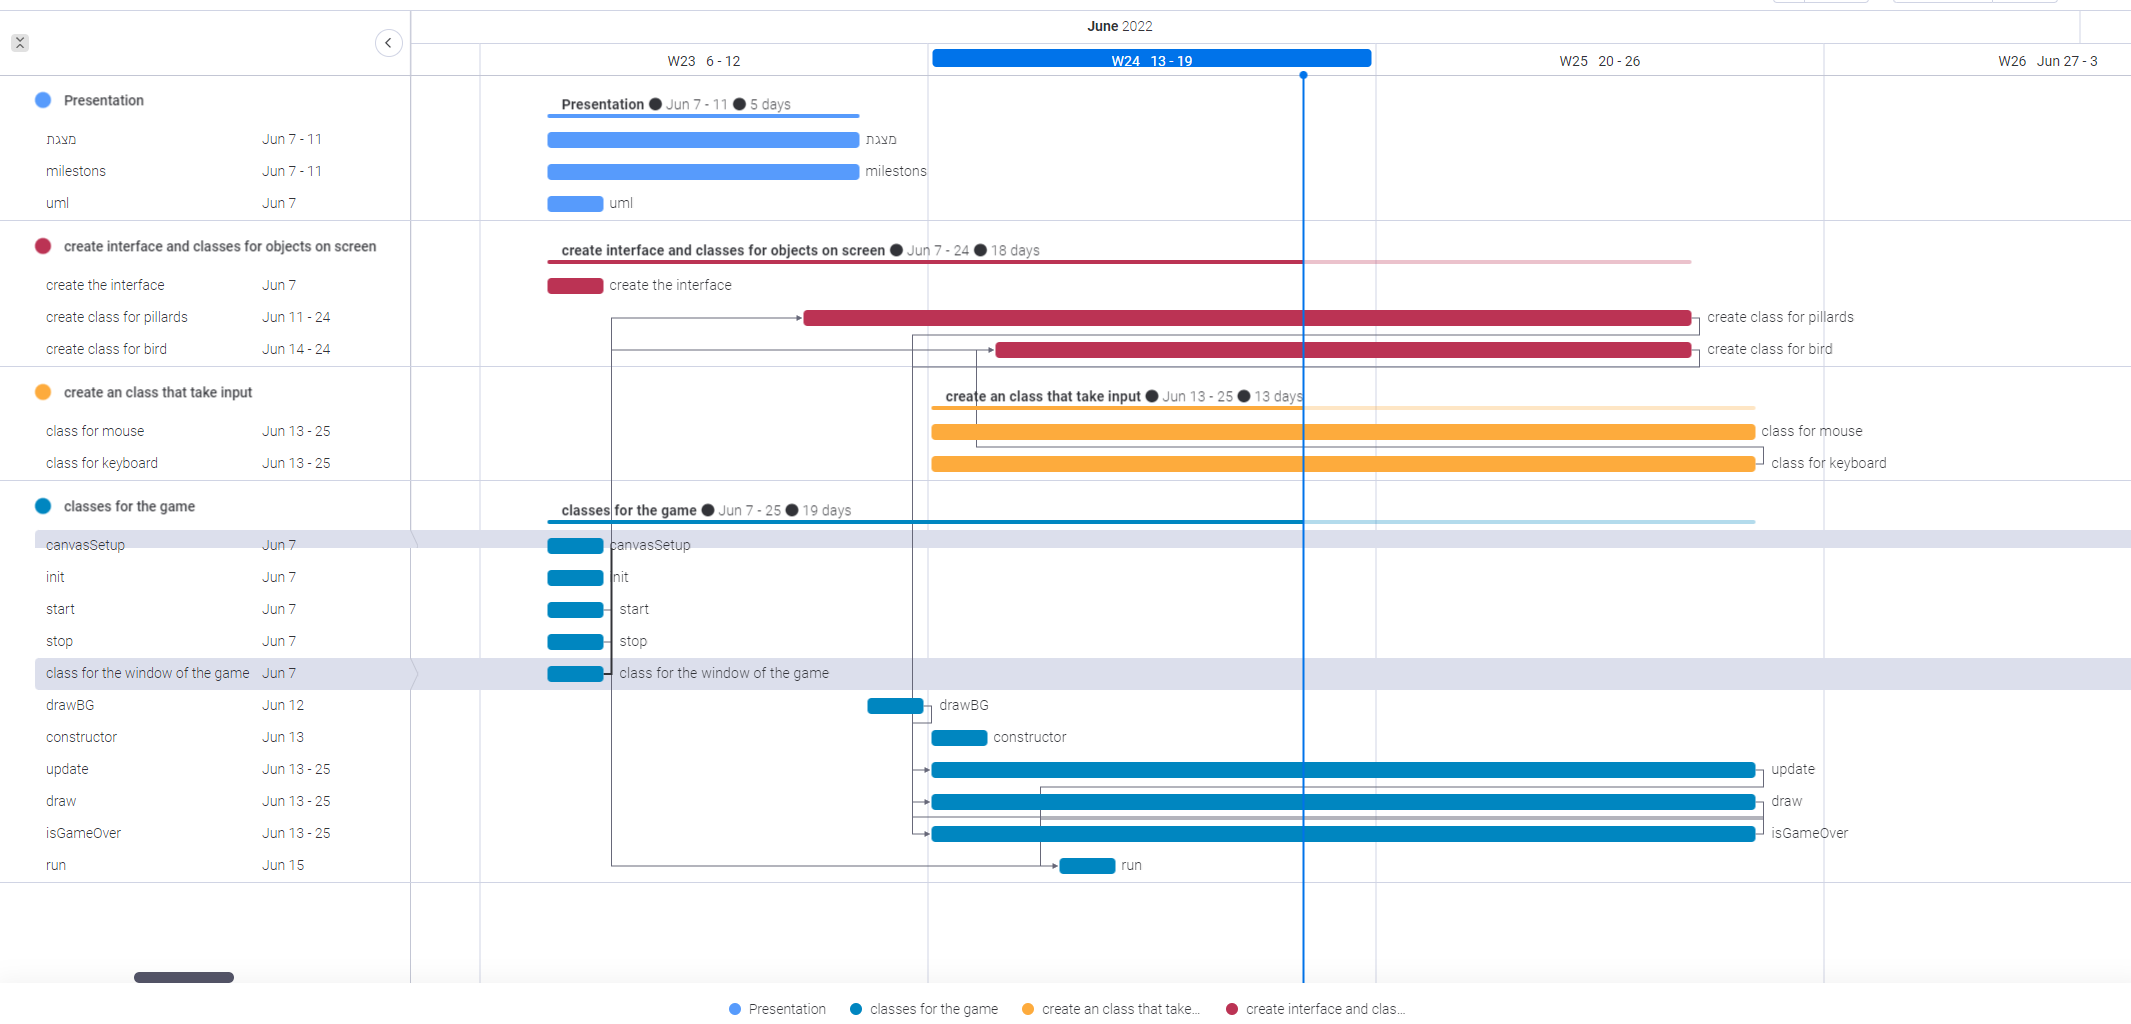 June 2022
W23 6 - 12
W24 13 - 19
W25 20 - 26
W26 Jun 27 - 3
Presentation
Presentation ● Jun 7 - 11 ● 5 days
מצגת Jun 7 - 11 מצגת
milestons Jun 7 - 11 milestons
uml Jun 7 uml
create interface and classes for objects on screen
create interface and classes for objects on screen ● Jun 7 - 24 ● 18 days
create the interface Jun 7 create the interface
create class for pillards Jun 11 - 24 create class for pillards
create class for bird Jun 14 - 24 create class for bird
create an class that take input
create an class that take input ● Jun 13 - 25 ● 13 days
class for mouse Jun 13 - 25 class for mouse
class for keyboard Jun 13 - 25 class for keyboard
classes for the game
classes for the game ● Jun 7 - 25 ● 19 days
canvasSetup Jun 7 canvasSetup
init Jun 7 init
start Jun 7 start
stop Jun 7 stop
class for the window of the game Jun 7 class for the window of the game
drawBG Jun 12 drawBG
constructor Jun 13 constructor
update Jun 13 - 25 update
draw Jun 13 - 25 draw
isGameOver Jun 13 - 25 isGameOver
run Jun 15 run
Presentation classes for the game create an class that take... create interface and clas...